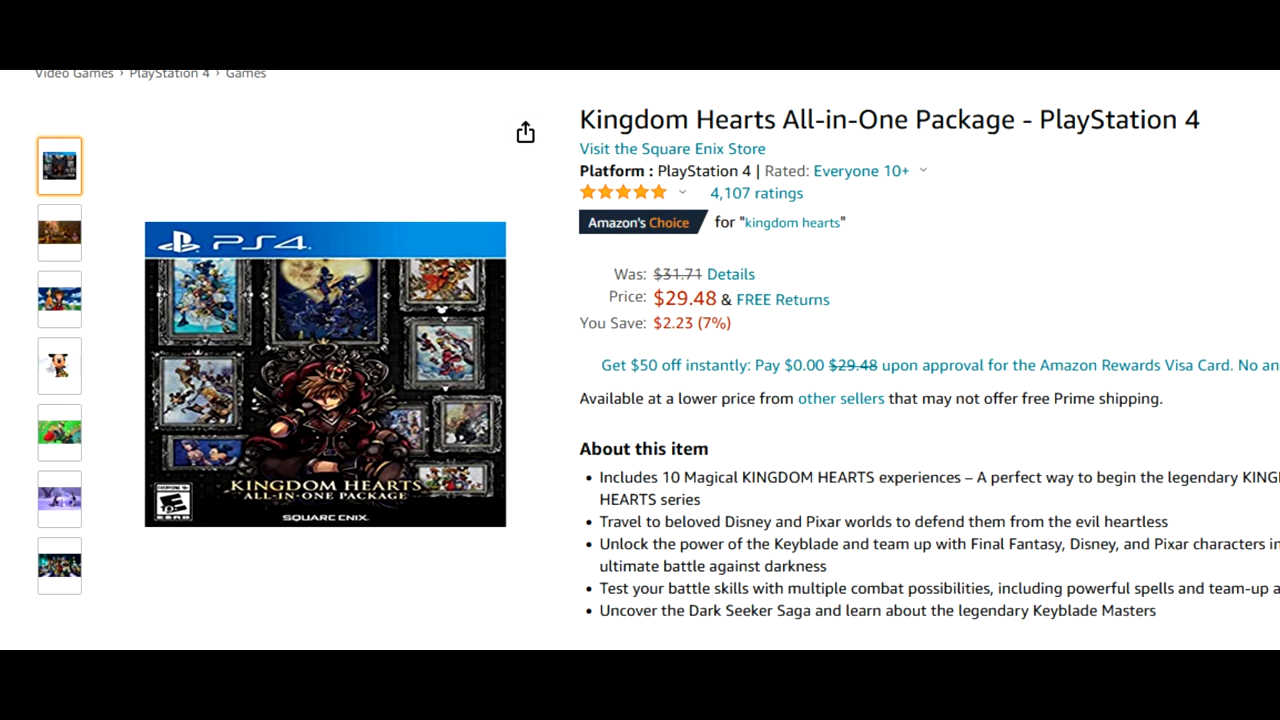 Video Games › PlayStation 4 › Games
Kingdom Hearts All-in-One Package - PlayStation 4
Visit the Square Enix Store
Platform : PlayStation 4 | Rated: Everyone 10+
4,107 ratings
Amazon's Choice for "kingdom hearts"
Was: $31.71 Details
Price: $29.48 & FREE Returns
You Save: $2.23 (7%)
Get $50 off instantly: Pay $0.00 $29.48 upon approval for the Amazon Rewards Visa Card. No an
Available at a lower price from other sellers that may not offer free Prime shipping.
About this item
• Includes 10 Magical KINGDOM HEARTS experiences – A perfect way to begin the legendary KING
HEARTS series
• Travel to beloved Disney and Pixar worlds to defend them from the evil heartless
• Unlock the power of the Keyblade and team up with Final Fantasy, Disney, and Pixar characters in
ultimate battle against darkness
• Test your battle skills with multiple combat possibilities, including powerful spells and team-up a
• Uncover the Dark Seeker Saga and learn about the legendary Keyblade Masters
PS4
KINGDOM HEARTS
ALL-IN-ONE PACKAGE
EVERYONE 10+
E
ESRB
SQUARE ENIX